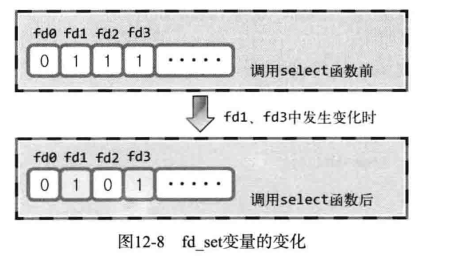 fd0 fd1 fd2 fd3
0 1 1 1 ·····
调用select函数前
fd1、fd3中发生变化时
fd0 fd1 fd2 fd3
0 1 0 1 ·····
调用select函数后
图12-8 fd_set变量的变化